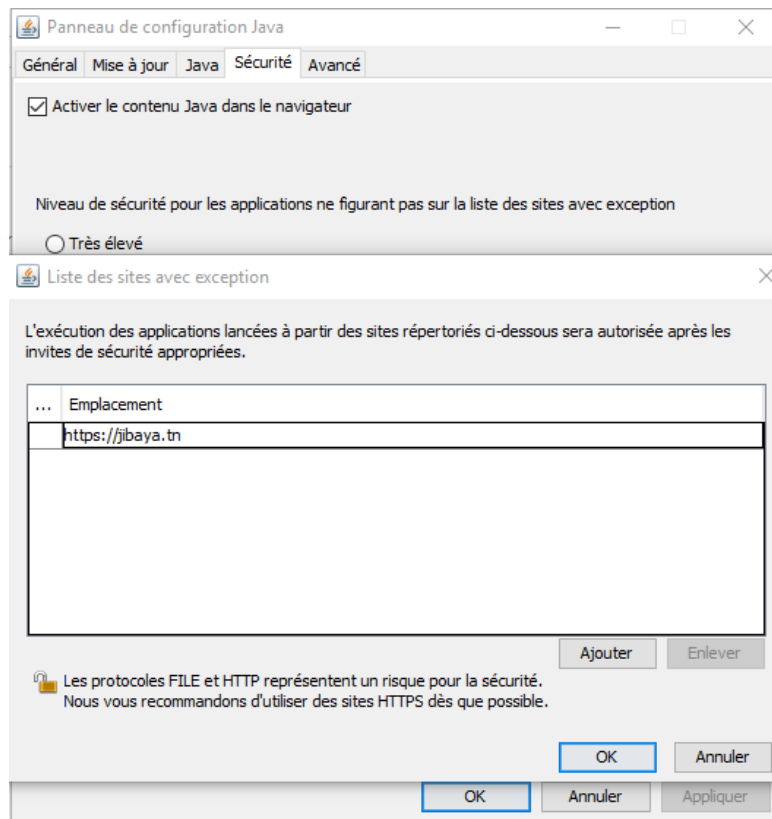 Panneau de configuration Java
Général Mise à jour Java Sécurité Avancé
Activer le contenu Java dans le navigateur
Niveau de sécurité pour les applications ne figurant pas sur la liste des sites avec exception
Très élevé
Liste des sites avec exception
L'exécution des applications lancées à partir des sites répertoriés ci-dessous sera autorisée après les
invites de sécurité appropriées.
... Emplacement
https://jibaya.tn
Ajouter Enlever
Les protocoles FILE et HTTP représentent un risque pour la sécurité.
Nous vous recommandons d'utiliser des sites HTTPS dès que possible.
OK Annuler
OK Annuler Appliquer